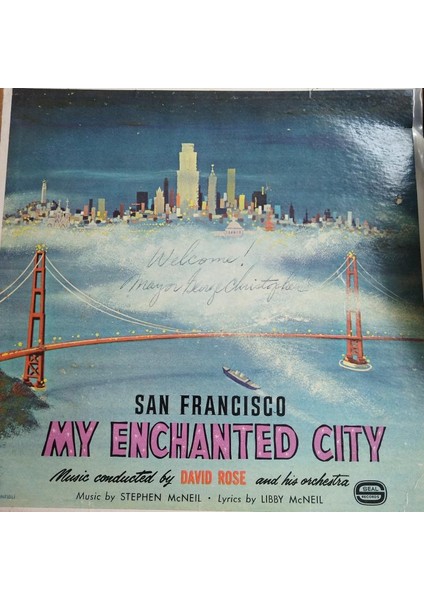 Welcome!
Mayor George Christopher
SAN FRANCISCO
MY ENCHANTED CITY
Music conducted by DAVID ROSE and his orchestra
Music by STEPHEN McNEIL • Lyrics by LIBBY McNEIL
SEAL
RECORDS